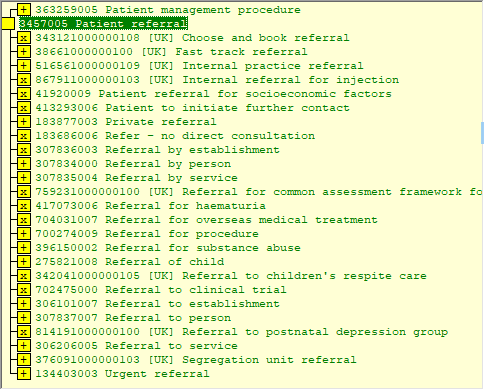 363259005 Patient management procedure
3457005 Patient referral
343121000000108 [UK] Choose and book referral
38661000000100 [UK] Fast track referral
516561000000109 [UK] Internal practice referral
867911000000103 [UK] Internal referral for injection
41920009 Patient referral for socioeconomic factors
413293006 Patient to initiate further contact
183877003 Private referral
183686006 Refer - no direct consultation
307836003 Referral by establishment
307834000 Referral by person
307835004 Referral by service
759231000000100 [UK] Referral for common assessment framework fo
417073006 Referral for haematuria
704031007 Referral for overseas medical treatment
700274009 Referral for procedure
396150002 Referral for substance abuse
275821008 Referral of child
342041000000105 [UK] Referral to children's respite care
702475000 Referral to clinical trial
306101007 Referral to establishment
307837007 Referral to person
814191000000100 [UK] Referral to postnatal depression group
306206005 Referral to service
376091000000103 [UK] Segregation unit referral
134403003 Urgent referral